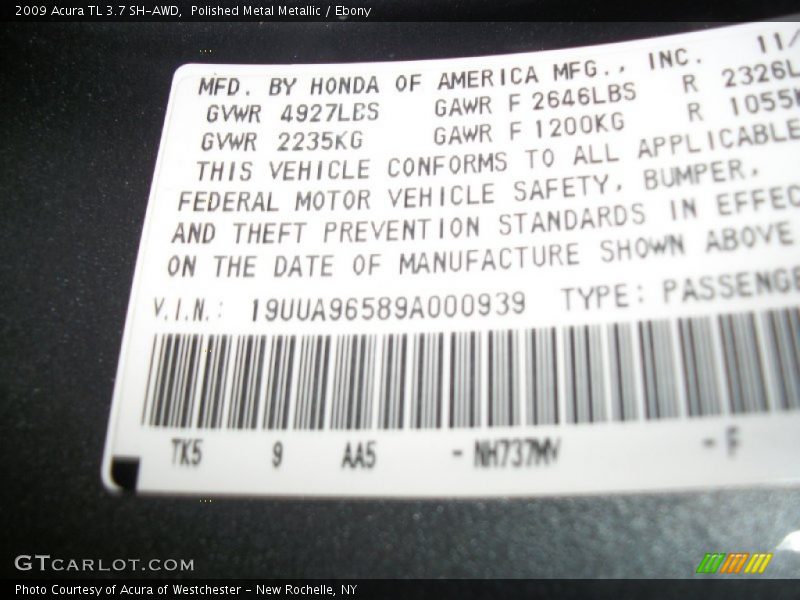 2009 Acura TL 3.7 SH-AWD, Polished Metal Metallic / Ebony
MFD. BY HONDA OF AMERICA MFG., INC. 11/
GVWR 4927LBS GAWR F 2646LBS R 2326L
GVWR 2235KG GAWR F 1200KG R 1055K
THIS VEHICLE CONFORMS TO ALL APPLICABLE
FEDERAL MOTOR VEHICLE SAFETY, BUMPER,
AND THEFT PREVENTION STANDARDS IN EFFEC
ON THE DATE OF MANUFACTURE SHOWN ABOVE
V.I.N.: 19UUA96589A000939 TYPE: PASSENGE
TK5 9 AA5 - NH737MV - F
GTCARLOT.COM
Photo Courtesy of Acura of Westchester - New Rochelle, NY